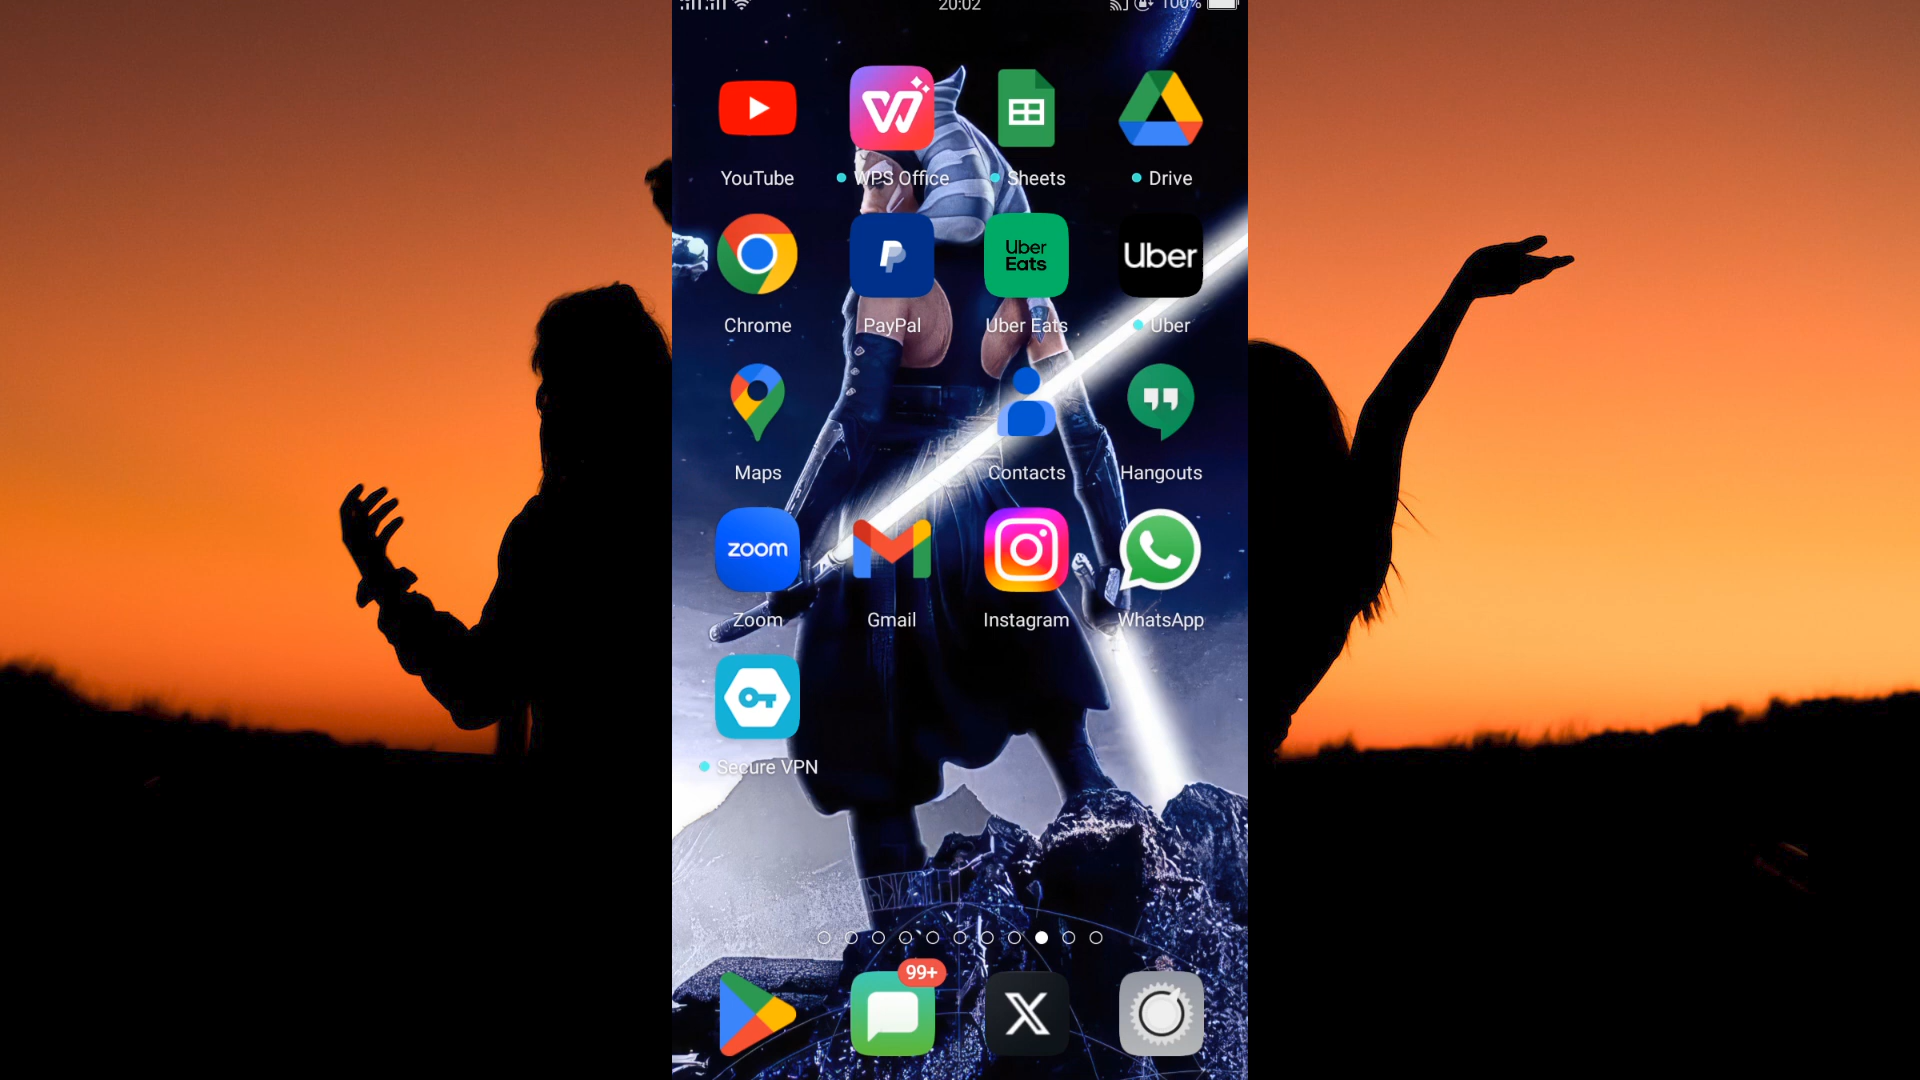 20:02
100%
YouTube
WPS Office
Sheets
Drive
Uber Eats
Uber
Chrome
PayPal
Uber Eats
Uber
Maps
Contacts
Hangouts
zoom
Zoom
Gmail
Instagram
WhatsApp
Secure VPN
99+